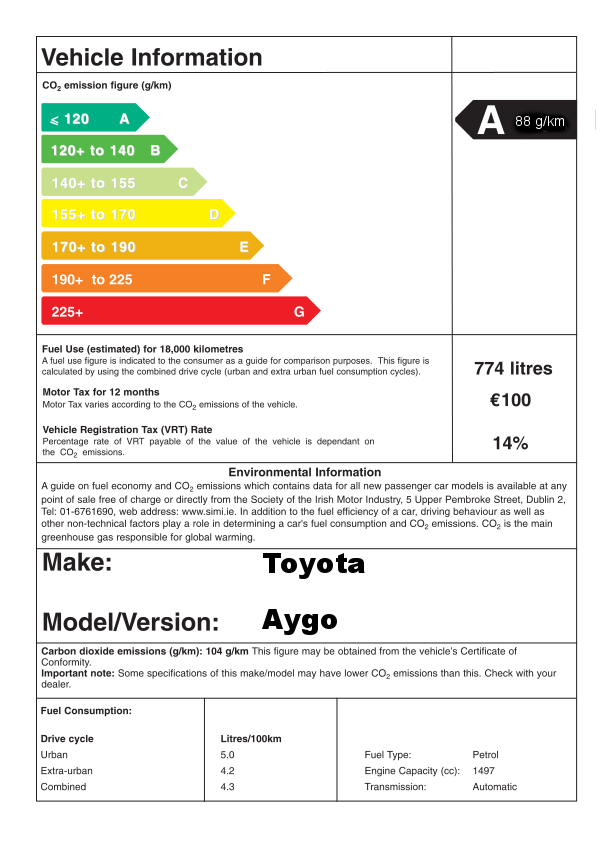 Vehicle Information
CO2 emission figure (g/km)
⩽ 120 A
120+ to 140 B
140+ to 155 C
155+ to 170 D
170+ to 190 E
190+ to 225 F
225+ G
A 88 g/km
Fuel Use (estimated) for 18,000 kilometres
A fuel use figure is indicated to the consumer as a guide for comparison purposes. This figure is
calculated by using the combined drive cycle (urban and extra urban fuel consumption cycles).
774 litres
Motor Tax for 12 months
Motor Tax varies according to the CO2 emissions of the vehicle.
€100
Vehicle Registration Tax (VRT) Rate
Percentage rate of VRT payable of the value of the vehicle is dependant on
the CO2 emissions.
14%
Environmental Information
A guide on fuel economy and CO2 emissions which contains data for all new passenger car models is available at any
point of sale free of charge or directly from the Society of the Irish Motor Industry, 5 Upper Pembroke Street, Dublin 2,
Tel: 01-6761690, web address: www.simi.ie. In addition to the fuel efficiency of a car, driving behaviour as well as
other non-technical factors play a role in determining a car's fuel consumption and CO2 emissions. CO2 is the main
greenhouse gas responsible for global warming.
Make: Toyota
Model/Version: Aygo
Carbon dioxide emissions (g/km): 104 g/km This figure may be obtained from the vehicle's Certificate of
Conformity.
Important note: Some specifications of this make/model may have lower CO2 emissions than this. Check with your
dealer.
Fuel Consumption:
Drive cycle Litres/100km
Urban 5.0 Fuel Type: Petrol
Extra-urban 4.2 Engine Capacity (cc): 1497
Combined 4.3 Transmission: Automatic